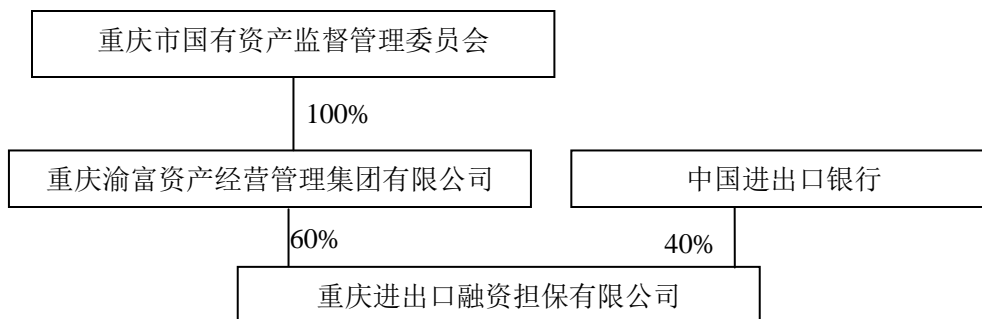 重庆市国有资产监督管理委员会
100%
重庆渝富资产经营管理集团有限公司
中国进出口银行
60%
40%
重庆进出口融资担保有限公司